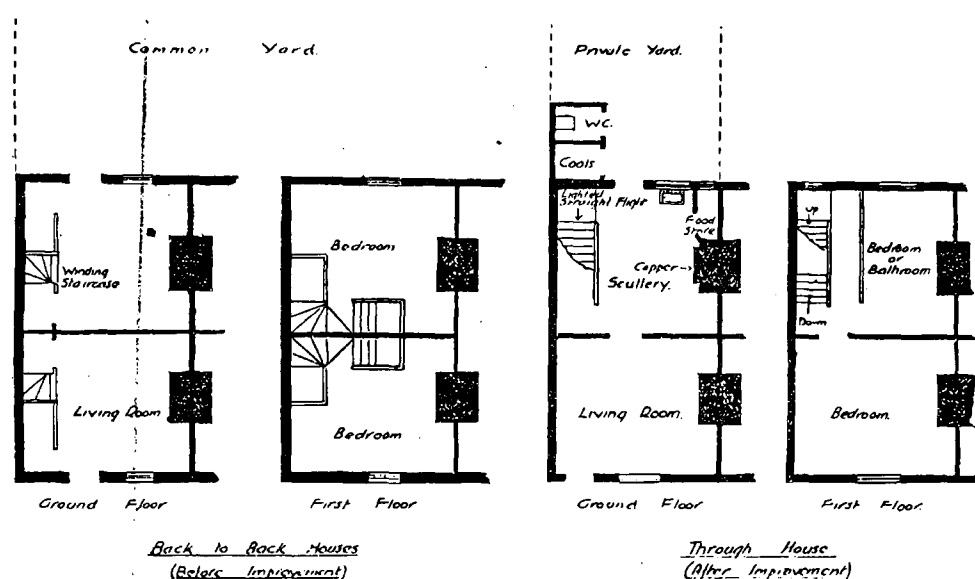 Common Yard.
Winding
Staircase
Living Room
Ground Floor
Bedroom
Bedroom
First Floor
Back to Back Houses
(Before Improvement)
Private Yard.
W.C.
Coals
Lighted
Straight Flight
Food
Store
Copper
Scullery.
Living Room.
Ground Floor
Up
Bedroom
or
Bathroom
Down
Bedroom.
First Floor.
Through House
(After Improvement)